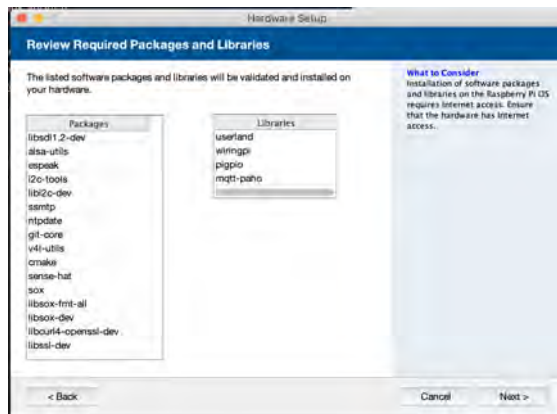 Hardware Setup
Review Required Packages and Libraries
The listed software packages and libraries will be validated and installed on
your hardware.
Packages
libsdl1.2-dev
alsa-utils
espeak
i2c-tools
libi2c-dev
ssmtp
ntpdate
git-core
v4l-utils
cmake
sense-hat
sox
libsox-fmt-all
libsox-dev
libcurl4-openssl-dev
libssl-dev
Libraries
userland
wiringpi
pigpio
mqtt-paho
What to Consider
Installation of software packages
and libraries on the Raspberry Pi OS
requires Internet access. Ensure
that the hardware has Internet
access.
< Back
Cancel
Next >